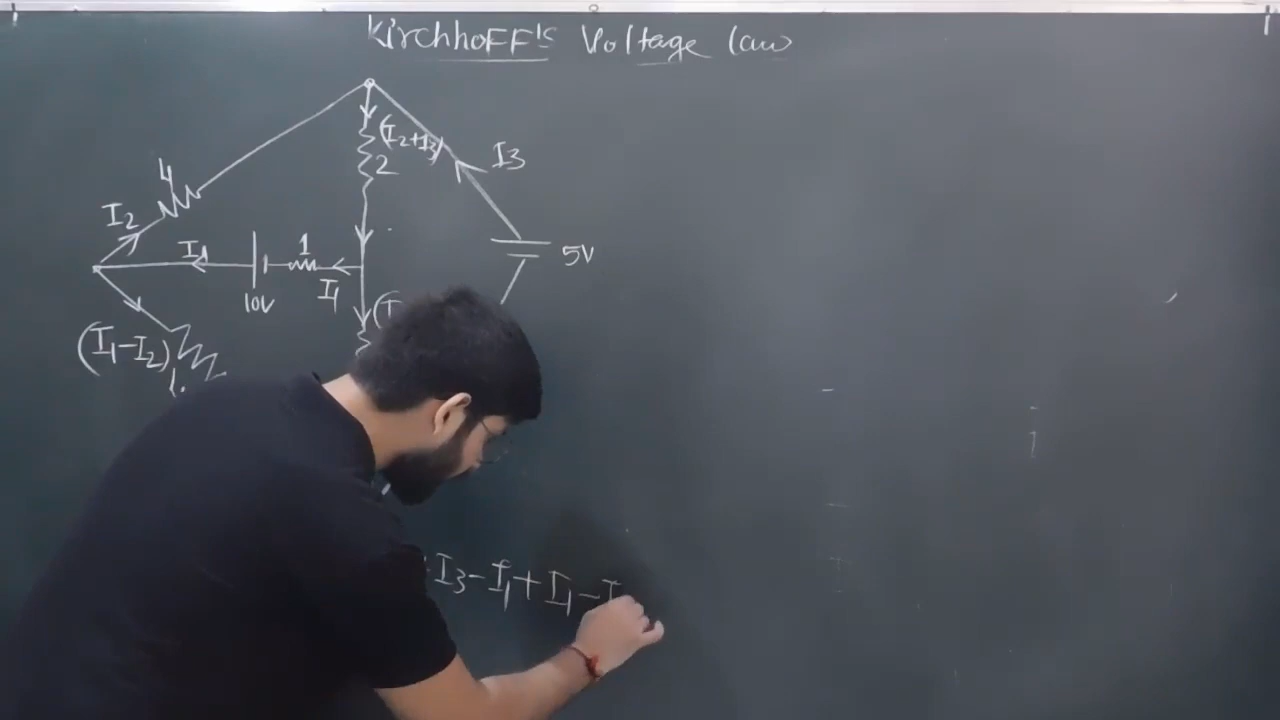 Kirchhoff's Voltage law
(I2+I3)
4
2
I3
I2
I1
1
5V
10V
I1
(I1-I2)
1.
I3-I1+I1-I